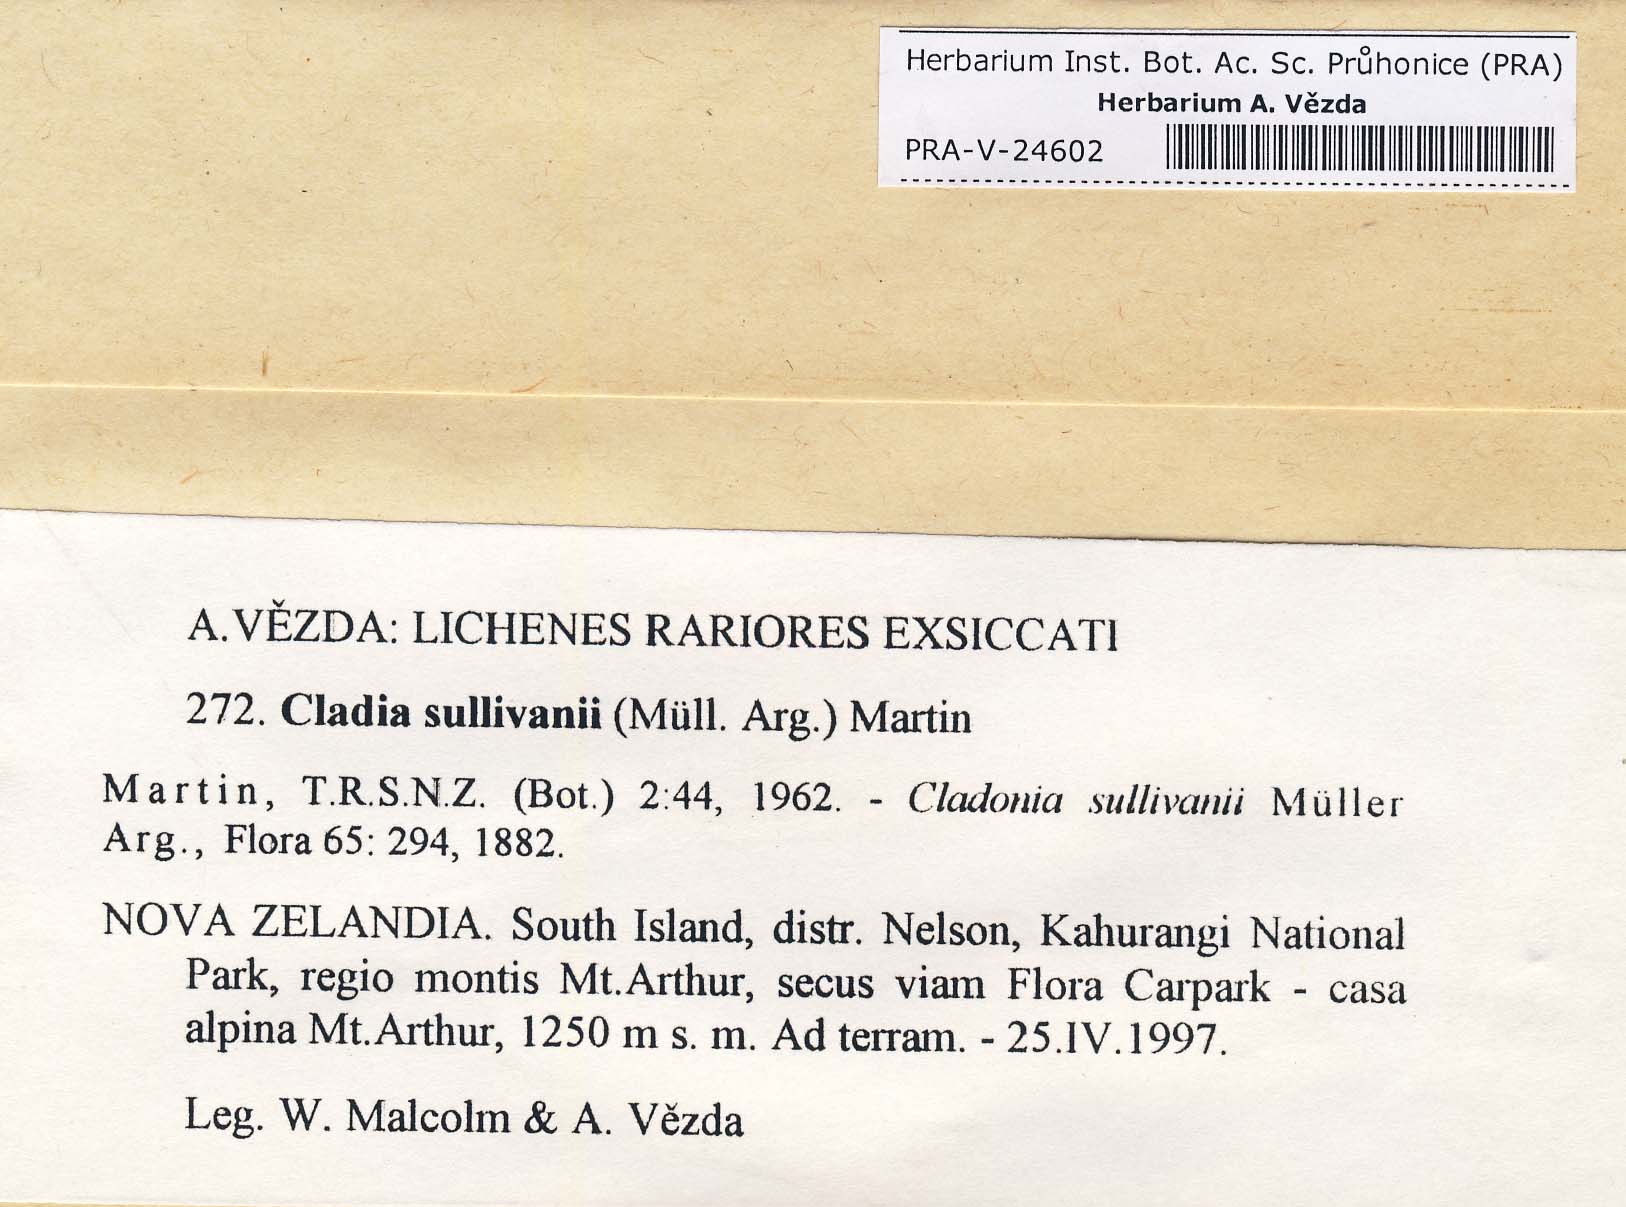 Herbarium Inst. Bot. Ac. Sc. Průhonice (PRA)
Herbarium A. Vězda
PRA-V-24602
A.VĚZDA: LICHENES RARIORES EXSICCATI
272. Cladia sullivanii (Müll. Arg.) Martin
Martin, T.R.S.N.Z. (Bot.) 2:44, 1962. - Cladonia sullivanii Müller
Arg., Flora 65: 294, 1882.
NOVA ZELANDIA. South Island, distr. Nelson, Kahurangi National
Park, regio montis Mt.Arthur, secus viam Flora Carpark - casa
alpina Mt.Arthur, 1250 m s. m. Ad terram. - 25.IV.1997.
Leg. W. Malcolm & A. Vězda